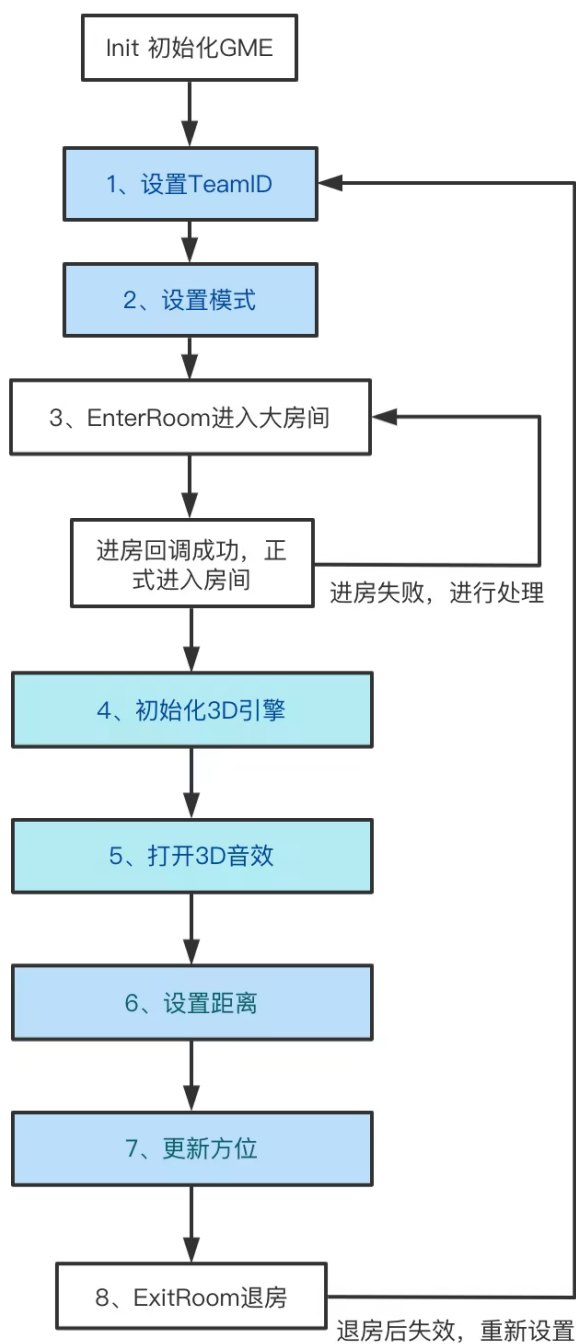 Init 初始化GME
1、设置TeamID
2、设置模式
3、EnterRoom进入大房间
进房回调成功，正
式进入房间
进房失败，进行处理
4、初始化3D引擎
5、打开3D音效
6、设置距离
7、更新方位
8、ExitRoom退房
退房后失效，重新设置